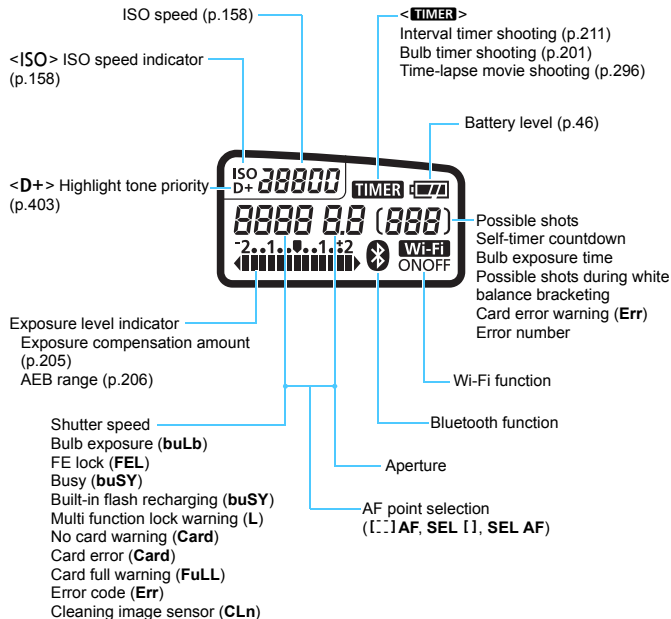 ISO speed (p.158)
<TIMER>
Interval timer shooting (p.211)
Bulb timer shooting (p.201)
Time-lapse movie shooting (p.296)
<ISO> ISO speed indicator
(p.158)
Battery level (p.46)
<D+> Highlight tone priority
(p.403)
ISO
D+ 38800
TIMER
8888 8.8 (888)
-2..1..0..1..+2
Wi-Fi
ONOFF
Possible shots
Self-timer countdown
Bulb exposure time
Possible shots during white
balance bracketing
Card error warning (Err)
Error number
Exposure level indicator
Exposure compensation amount
(p.205)
AEB range (p.206)
Wi-Fi function
Bluetooth function
Shutter speed
Bulb exposure (buLb)
FE lock (FEL)
Busy (buSY)
Built-in flash recharging (buSY)
Multi function lock warning (L)
No card warning (Card)
Card error (Card)
Card full warning (FuLL)
Error code (Err)
Cleaning image sensor (CLn)
Aperture
AF point selection
([ ] AF, SEL [ ], SEL AF)